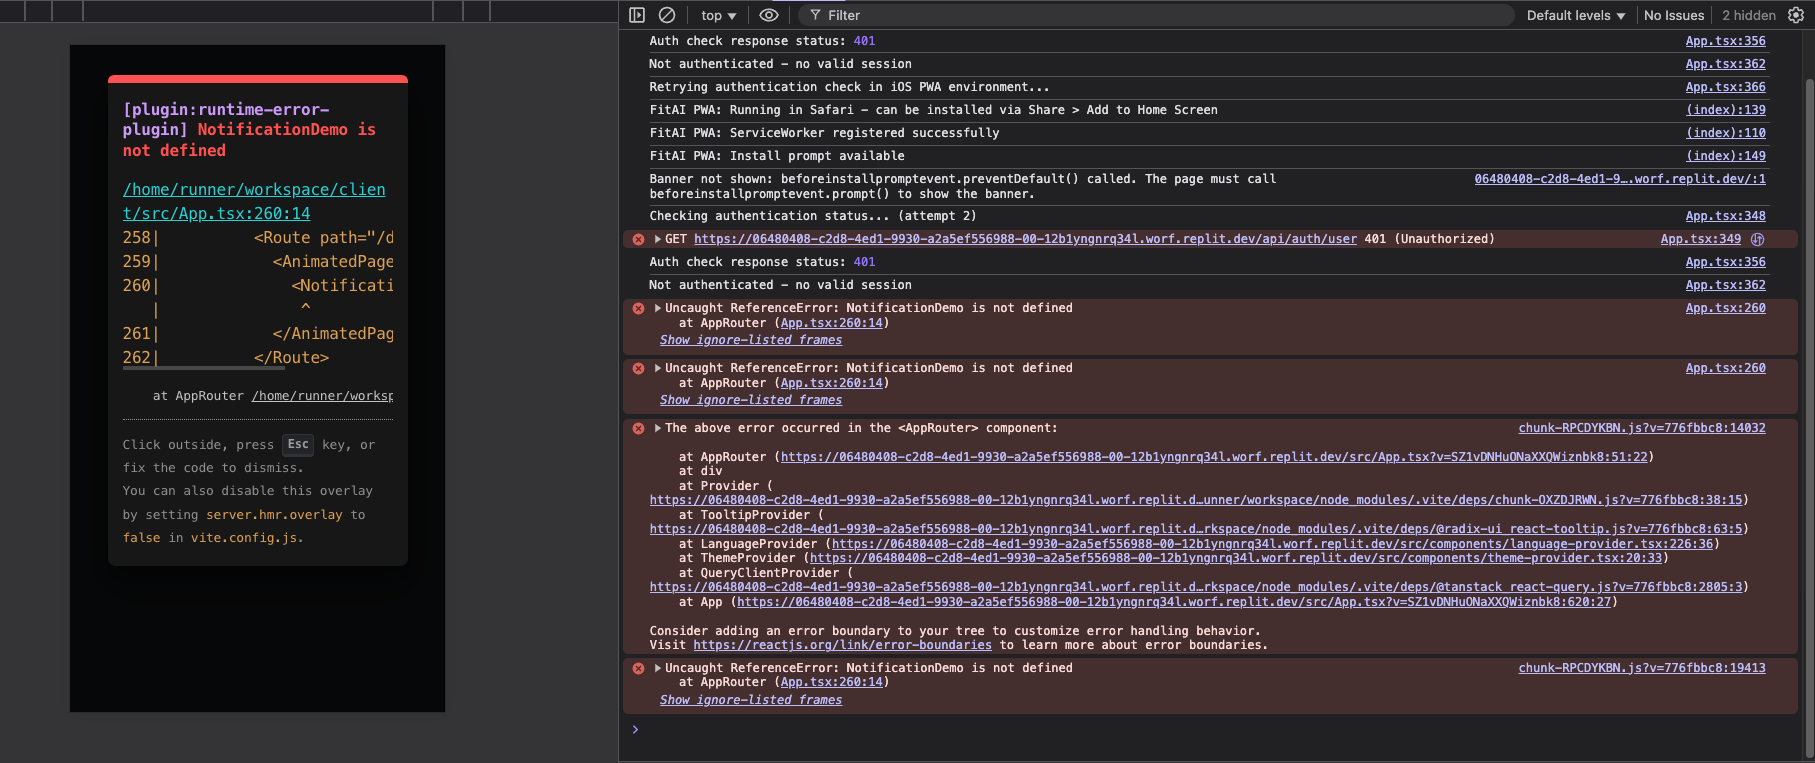 [plugin:runtime-error-
plugin] NotificationDemo is
not defined
/home/runner/workspace/clien
t/src/App.tsx:260:14
258|          <Route path="/d
259|            <AnimatedPage
260|              <Notificati
   |               ^
261|            </AnimatedPag
262|          </Route>
at AppRouter /home/runner/worksp
Click outside, press Esc key, or
fix the code to dismiss.
You can also disable this overlay
by setting server.hmr.overlay to
false in vite.config.js.
top Filter Default levels No Issues 2 hidden
Auth check response status: 401 App.tsx:356
Not authenticated – no valid session App.tsx:362
Retrying authentication check in iOS PWA environment... App.tsx:366
FitAI PWA: Running in Safari – can be installed via Share > Add to Home Screen (index):139
FitAI PWA: ServiceWorker registered successfully (index):110
FitAI PWA: Install prompt available (index):149
Banner not shown: beforeinstallpromptevent.preventDefault() called. The page must call 06480408-c2d8-4ed1-9….worf.replit.dev/:1
beforeinstallpromptevent.prompt() to show the banner.
Checking authentication status... (attempt 2) App.tsx:348
GET https://06480408-c2d8-4ed1-9930-a2a5ef556988-00-12b1yngnrq34l.worf.replit.dev/api/auth/user 401 (Unauthorized) App.tsx:349
Auth check response status: 401 App.tsx:356
Not authenticated – no valid session App.tsx:362
Uncaught ReferenceError: NotificationDemo is not defined App.tsx:260
at AppRouter (App.tsx:260:14)
Show ignore-listed frames
Uncaught ReferenceError: NotificationDemo is not defined App.tsx:260
at AppRouter (App.tsx:260:14)
Show ignore-listed frames
The above error occurred in the <AppRouter> component: chunk-RPCDYKBN.js?v=776fbbc8:14032
at AppRouter (https://06480408-c2d8-4ed1-9930-a2a5ef556988-00-12b1yngnrq34l.worf.replit.dev/src/App.tsx?v=SZ1vDNHuONaXXQWiznbk8:51:22)
at div
at Provider (
https://06480408-c2d8-4ed1-9930-a2a5ef556988-00-12b1yngnrq34l.worf.replit.d…unner/workspace/node_modules/.vite/deps/chunk-OXZDJRWN.js?v=776fbbc8:38:15)
at TooltipProvider (
https://06480408-c2d8-4ed1-9930-a2a5ef556988-00-12b1yngnrq34l.worf.replit.d…rkspace/node_modules/.vite/deps/@radix-ui_react-tooltip.js?v=776fbbc8:63:5)
at LanguageProvider (https://06480408-c2d8-4ed1-9930-a2a5ef556988-00-12b1yngnrq34l.worf.replit.dev/src/components/language-provider.tsx:226:36)
at ThemeProvider (https://06480408-c2d8-4ed1-9930-a2a5ef556988-00-12b1yngnrq34l.worf.replit.dev/src/components/theme-provider.tsx:20:33)
at QueryClientProvider (
https://06480408-c2d8-4ed1-9930-a2a5ef556988-00-12b1yngnrq34l.worf.replit.d…rkspace/node_modules/.vite/deps/@tanstack_react-query.js?v=776fbbc8:2805:3)
at App (https://06480408-c2d8-4ed1-9930-a2a5ef556988-00-12b1yngnrq34l.worf.replit.dev/src/App.tsx?v=SZ1vDNHuONaXXQWiznbk8:620:27)
Consider adding an error boundary to your tree to customize error handling behavior.
Visit https://reactjs.org/link/error-boundaries to learn more about error boundaries.
Uncaught ReferenceError: NotificationDemo is not defined chunk-RPCDYKBN.js?v=776fbbc8:19413
at AppRouter (App.tsx:260:14)
Show ignore-listed frames